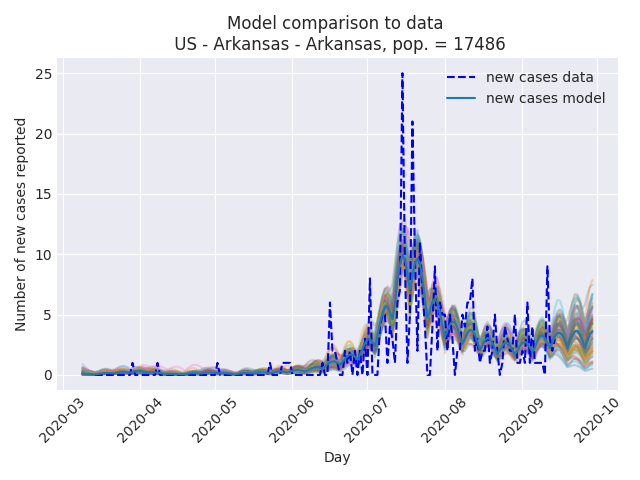 Model comparison to data
US - Arkansas - Arkansas, pop. = 17486
new cases data
new cases model
Number of new cases reported
25
20
15
10
5
0
2020-03
2020-04
2020-05
2020-06
2020-07
2020-08
2020-09
2020-10
Day